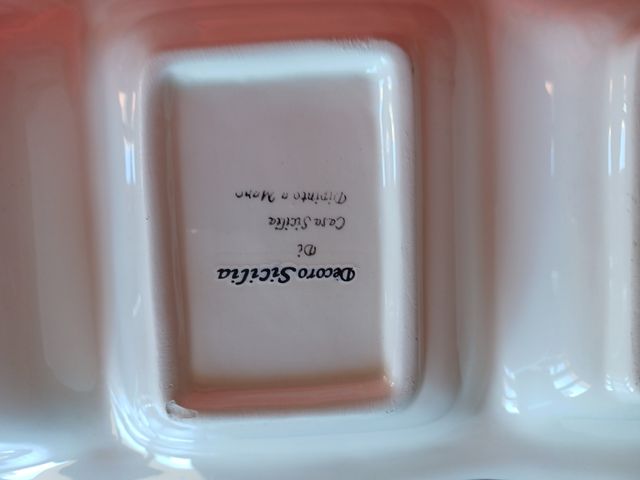 Decoro Sicilia
Di
Casa Sicilia
Dipinto a Mano